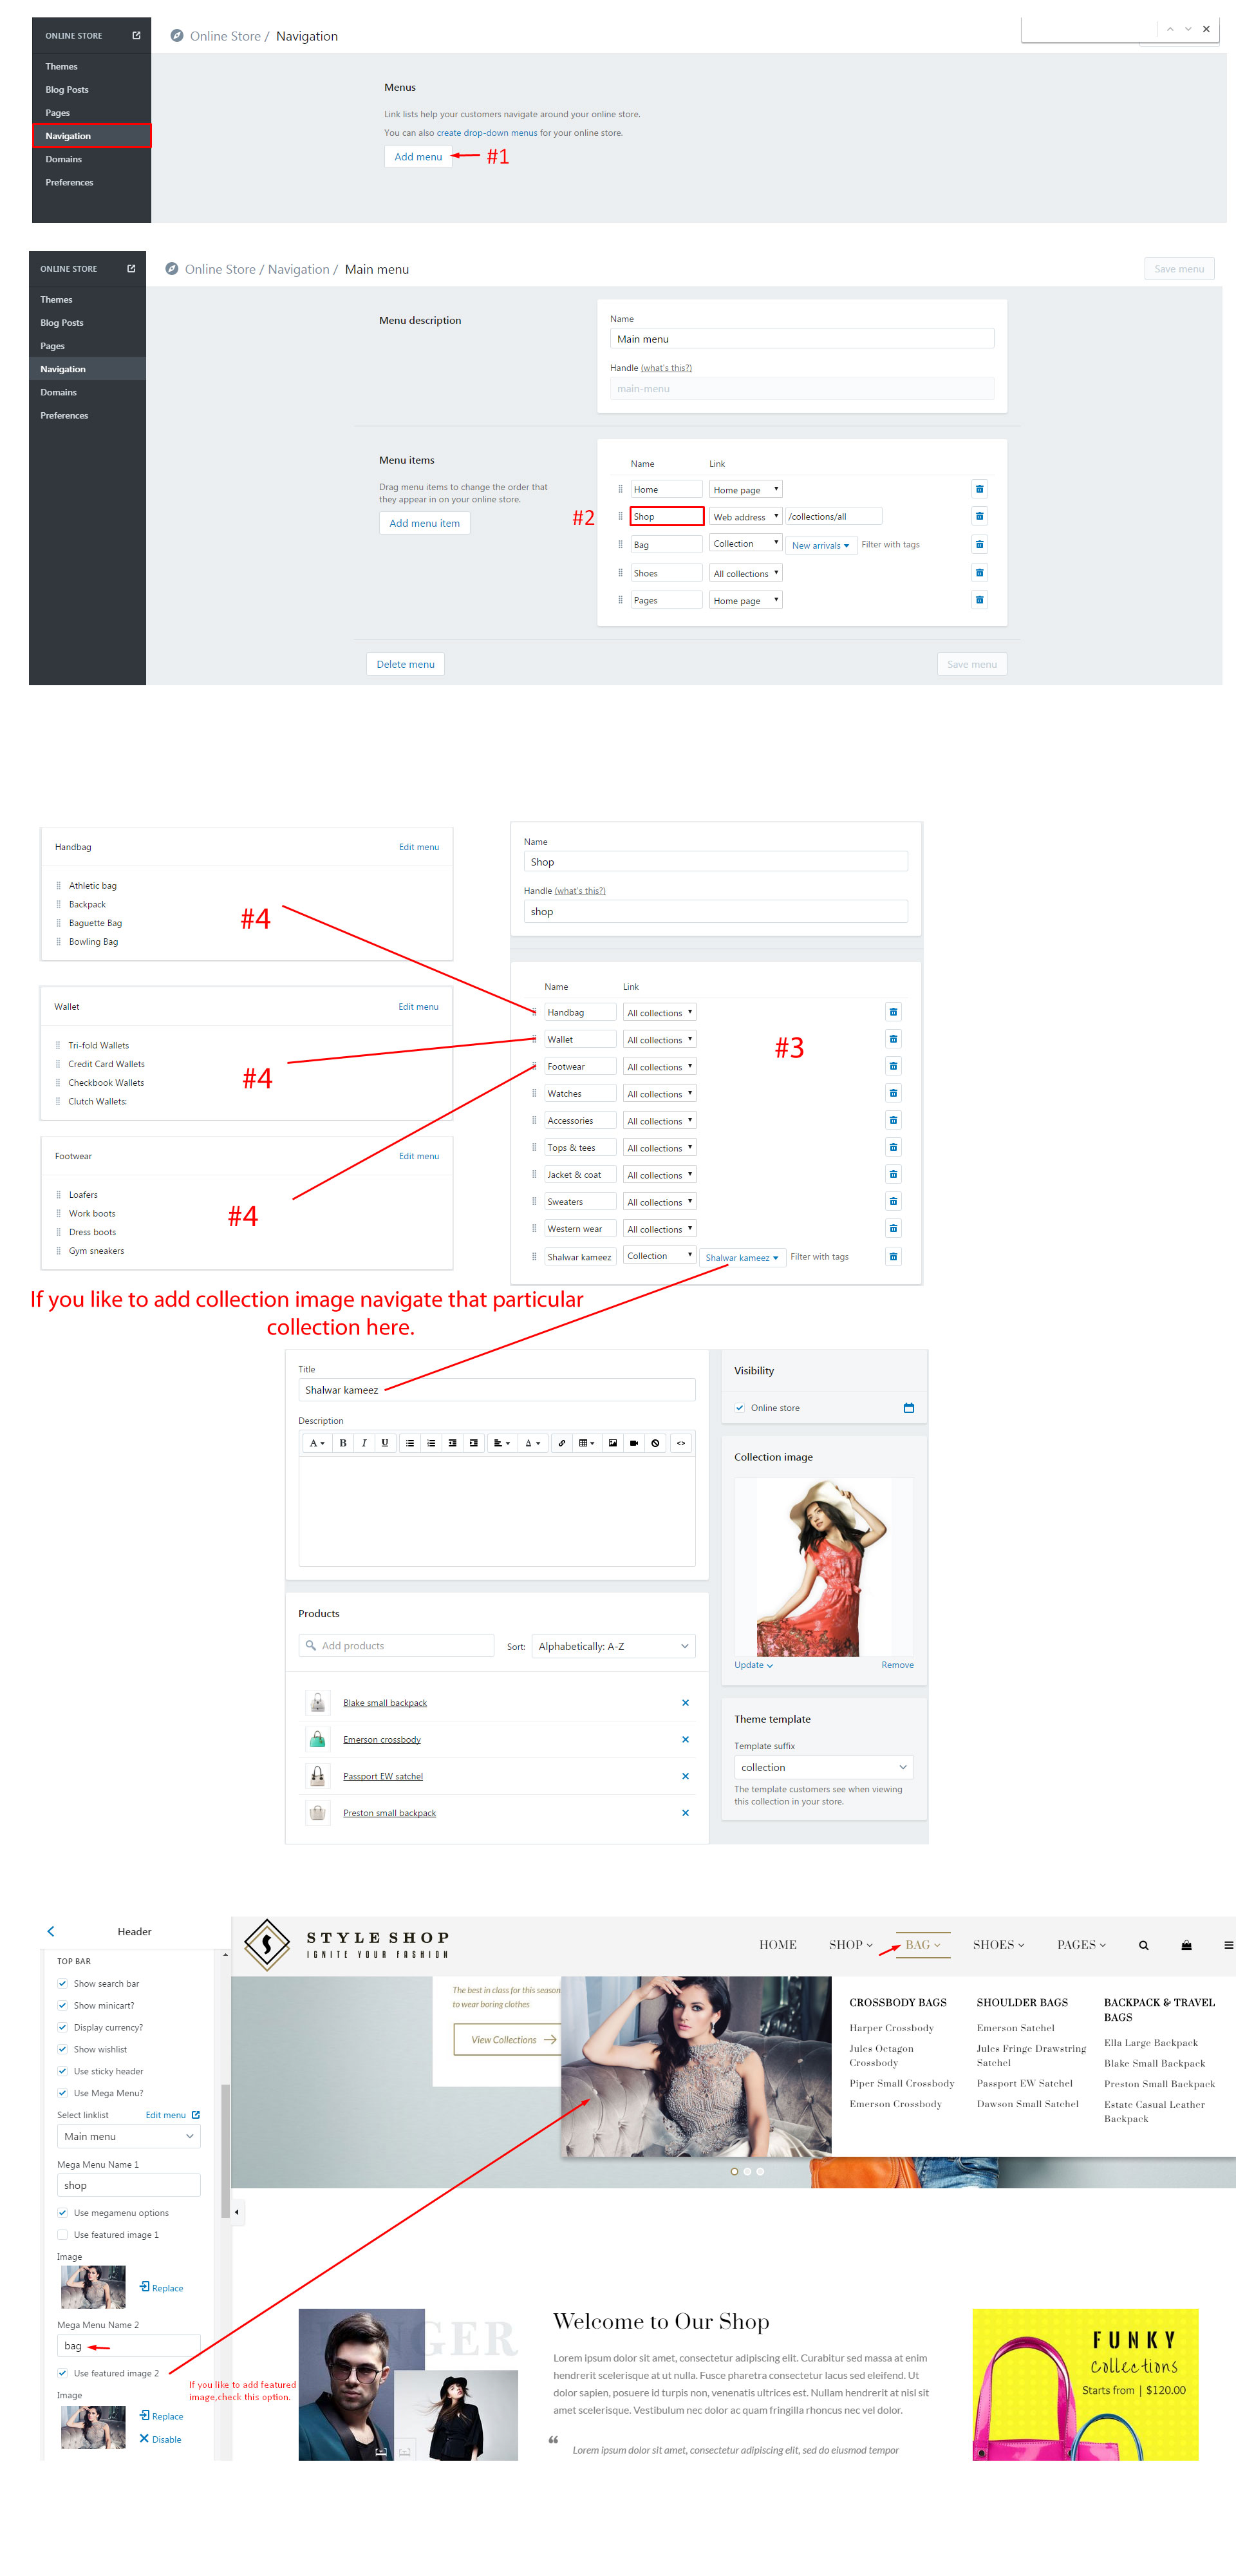 ONLINE STORE
Online Store / Navigation
Themes
Blog Posts
Pages
Navigation
Domains
Preferences
Menus
Link lists help your customers navigate around your online store.
You can also create drop-down menus for your online store.
Add menu
#1
ONLINE STORE
Online Store / Navigation / Main menu
Save menu
Themes
Blog Posts
Pages
Navigation
Domains
Preferences
Menu description
Name
Main menu
Handle (what's this?)
main-menu
Menu items
Drag menu items to change the order that
they appear in on your online store.
Add menu item
#2
Name Link
Home Home page
Shop Web address /collections/all
Bag Collection New arrivals Filter with tags
Shoes All collections
Pages Home page
Delete menu
Save menu
Handbag Edit menu
Athletic bag
Backpack
Baguette Bag
Bowling Bag
#4
Wallet Edit menu
Tri-fold Wallets
Credit Card Wallets
Checkbook Wallets
Clutch Wallets:
#4
Footwear Edit menu
Loafers
Work boots
Dress boots
Gym sneakers
#4
Name
Shop
Handle (what's this?)
shop
Name Link
Handbag All collections
Wallet All collections
#3
Footwear All collections
Watches All collections
Accessories All collections
Tops & tees All collections
Jacket & coat All collections
Sweaters All collections
Western wear All collections
Shalwar kameez Collection Shalwar kameez Filter with tags
If you like to add collection image navigate that particular
collection here.
Title
Shalwar kameez
Description
A B I U A <>
Products
Add products
Sort: Alphabetically: A-Z
Blake small backpack
Emerson crossbody
Passport EW satchel
Preston small backpack
Visibility
Online store
Collection image
Update Remove
Theme template
Template suffix
collection
The template customers see when viewing
this collection in your store.
Header
TOP BAR
Show search bar
Show minicart?
Display currency?
Show wishlist
Use sticky header
Use Mega Menu?
Select linklist Edit menu
Main menu
Mega Menu Name 1
shop
Use megamenu options
Use featured image 1
Image
Replace
Mega Menu Name 2
bag
Use featured image 2
If you like to add featured
image,check this option.
Image
Replace
Disable
STYLE SHOP
IGNITE YOUR FASHION
HOME SHOP BAG SHOES PAGES
The best in class for this season.
to wear boring clothes
View Collections
CROSSBODY BAGS
Harper Crossbody
Jules Octagon
Crossbody
Piper Small Crossbody
Emerson Crossbody
SHOULDER BAGS
Emerson Satchel
Jules Fringe Drawstring
Satchel
Passport EW Satchel
Dawson Small Satchel
BACKPACK & TRAVEL
BAGS
Ella Large Backpack
Blake Small Backpack
Preston Small Backpack
Estate Casual Leather
Backpack
GER
Welcome to Our Shop
Lorem ipsum dolor sit amet, consectetur adipiscing elit. Curabitur sed massa at enim
hendrerit scelerisque at ut nulla. Fusce pharetra consectetur lacus sed eleifend. Ut
dolor sapien, posuere id turpis non, venenatis ultrices est. Nullam hendrerit at nisl sit
amet scelerisque. Vestibulum nec dolor ac quam fringilla rhoncus nec vel dolor.
Lorem ipsum dolor sit amet, consectetur adipiscing elit, sed do eiusmod tempor
FUNKY
Collections
Starts from | $120.00